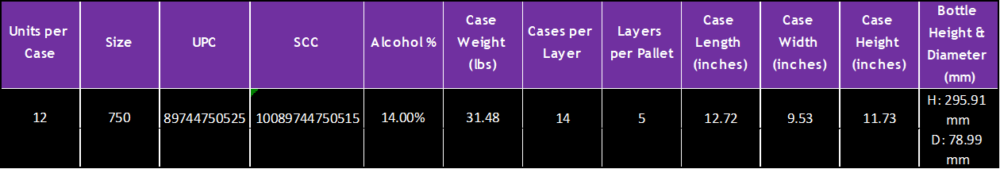 Units per Case
Size
UPC
SCC
Alcohol %
Case Weight (lbs)
Cases per Layer
Layers per Pallet
Case Length (inches)
Case Width (inches)
Case Height (inches)
Bottle Height & Diameter (mm)
12
750
89744750525
10089744750515
14.00%
31.48
14
5
12.72
9.53
11.73
H: 295.91 mm
D: 78.99 mm